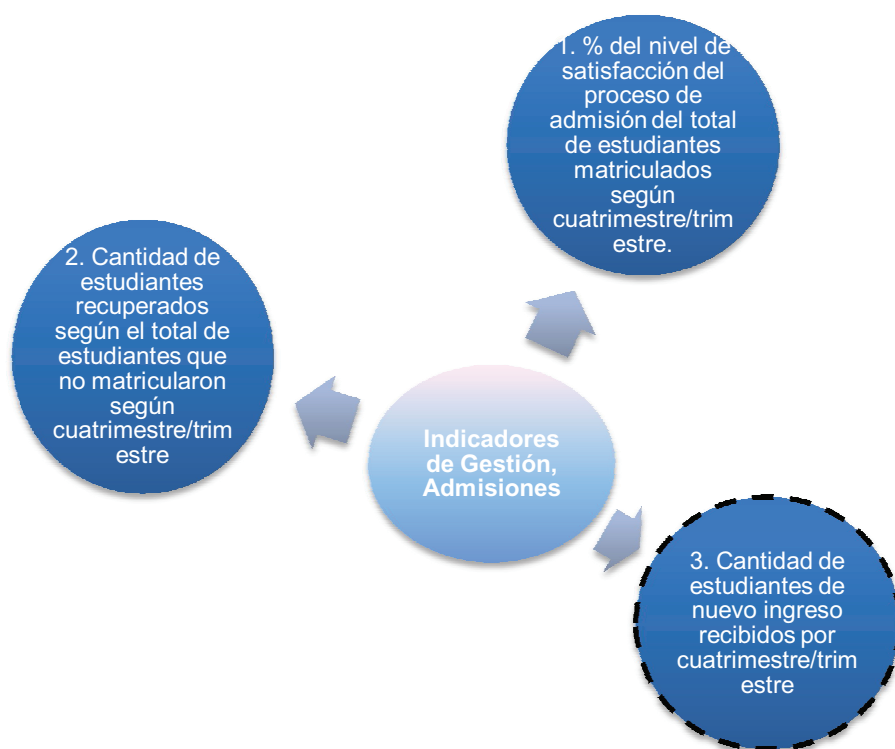 1. % del nivel de
satisfacción del
proceso de
admisión del total
de estudiantes
matriculados
según
cuatrimestre/trim
estre.
2. Cantidad de
estudiantes
recuperados
según el total de
estudiantes que
no matricularon
según
cuatrimestre/trim
estre
Indicadores
de Gestión,
Admisiones
3. Cantidad de
estudiantes de
nuevo ingreso
recibidos por
cuatrimestre/trim
estre